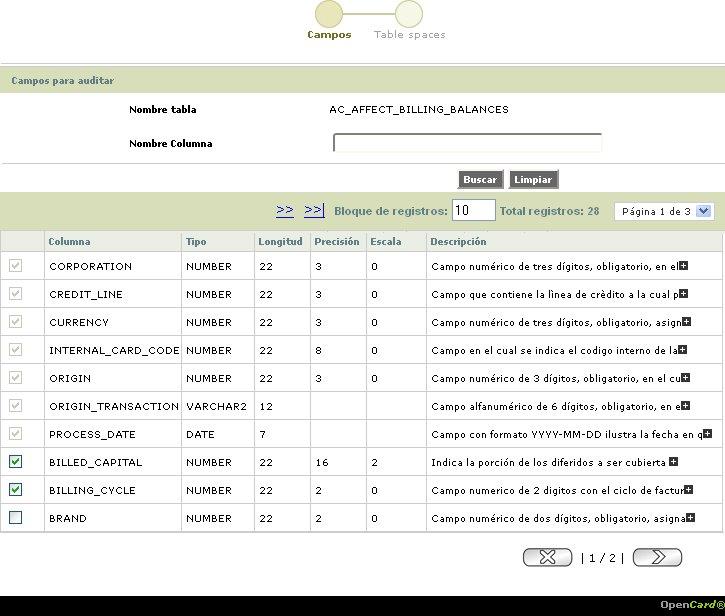 Campos Table spaces
Campos para auditar
Nombre tabla AC_AFFECT_BILLING_BALANCES
Nombre Columna
Buscar Limpiar
>> >>| Bloque de registros: 10 Total registros: 28 Página 1 de 3
Columna Tipo Longitud Precisión Escala Descripción
CORPORATION NUMBER 22 3 0 Campo numérico de tres dígitos, obligatorio, en el
CREDIT_LINE NUMBER 22 3 0 Campo que contiene la lìnea de crèdito a la cual p
CURRENCY NUMBER 22 3 0 Campo numérico de tres dígitos, obligatorio, asign
INTERNAL_CARD_CODE NUMBER 22 8 0 Campo en el cual se indica el codigo interno de la
ORIGIN NUMBER 22 3 0 Campo numérico de 3 dígitos, obligatorio, en el cu
ORIGIN_TRANSACTION VARCHAR2 12 Campo alfanumérico de 6 dígitos, obligatorio, en e
PROCESS_DATE DATE 7 Campo con formato YYYY-MM-DD ilustra la fecha en q
BILLED_CAPITAL NUMBER 22 16 2 Indica la porción de los diferidos a ser cubierta
BILLING_CYCLE NUMBER 22 2 0 Campo numerico de 2 digitos con el ciclo de factur
BRAND NUMBER 22 2 0 Campo numérico de dos dígitos, obligatorio, asigna
| 1 / 2 |
OpenCard®